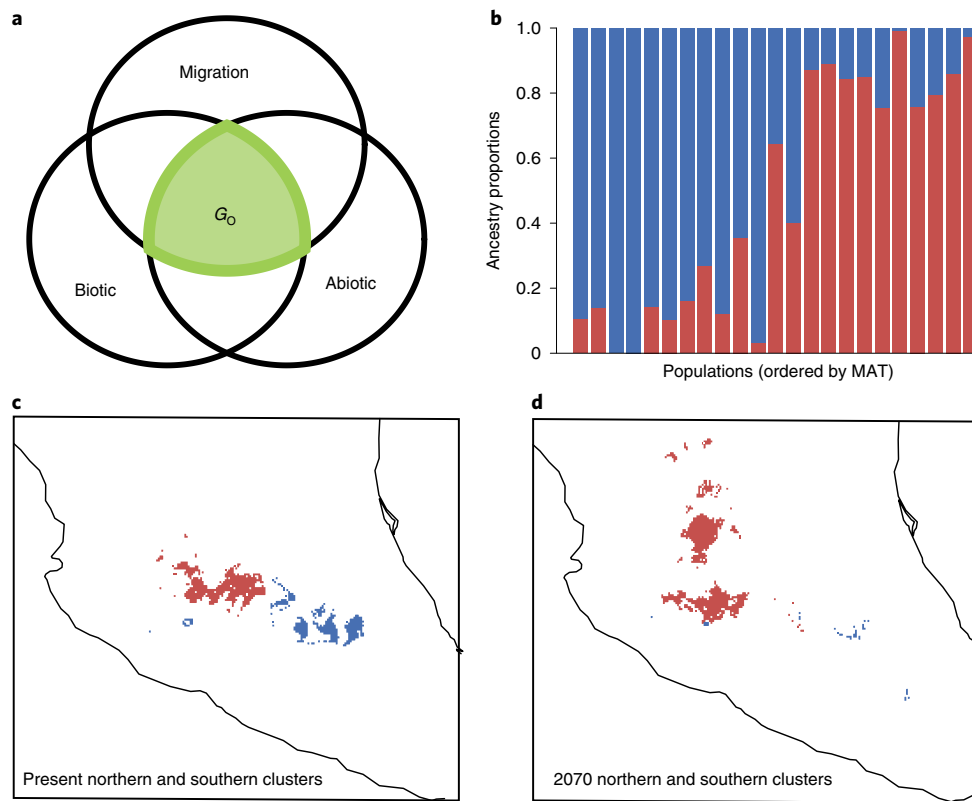 a
Migration
Biotic
Abiotic
GO
b
Ancestry proportions
1.0
0.8
0.6
0.4
0.2
0
Populations (ordered by MAT)
c
Present northern and southern clusters
d
2070 northern and southern clusters